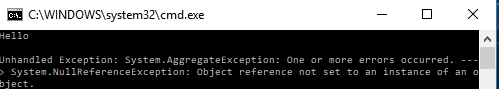 C:\WINDOWS\system32\cmd.exe
Hello
Unhandled Exception: System.AggregateException: One or more errors occurred. ---
> System.NullReferenceException: Object reference not set to an instance of an o
bject.